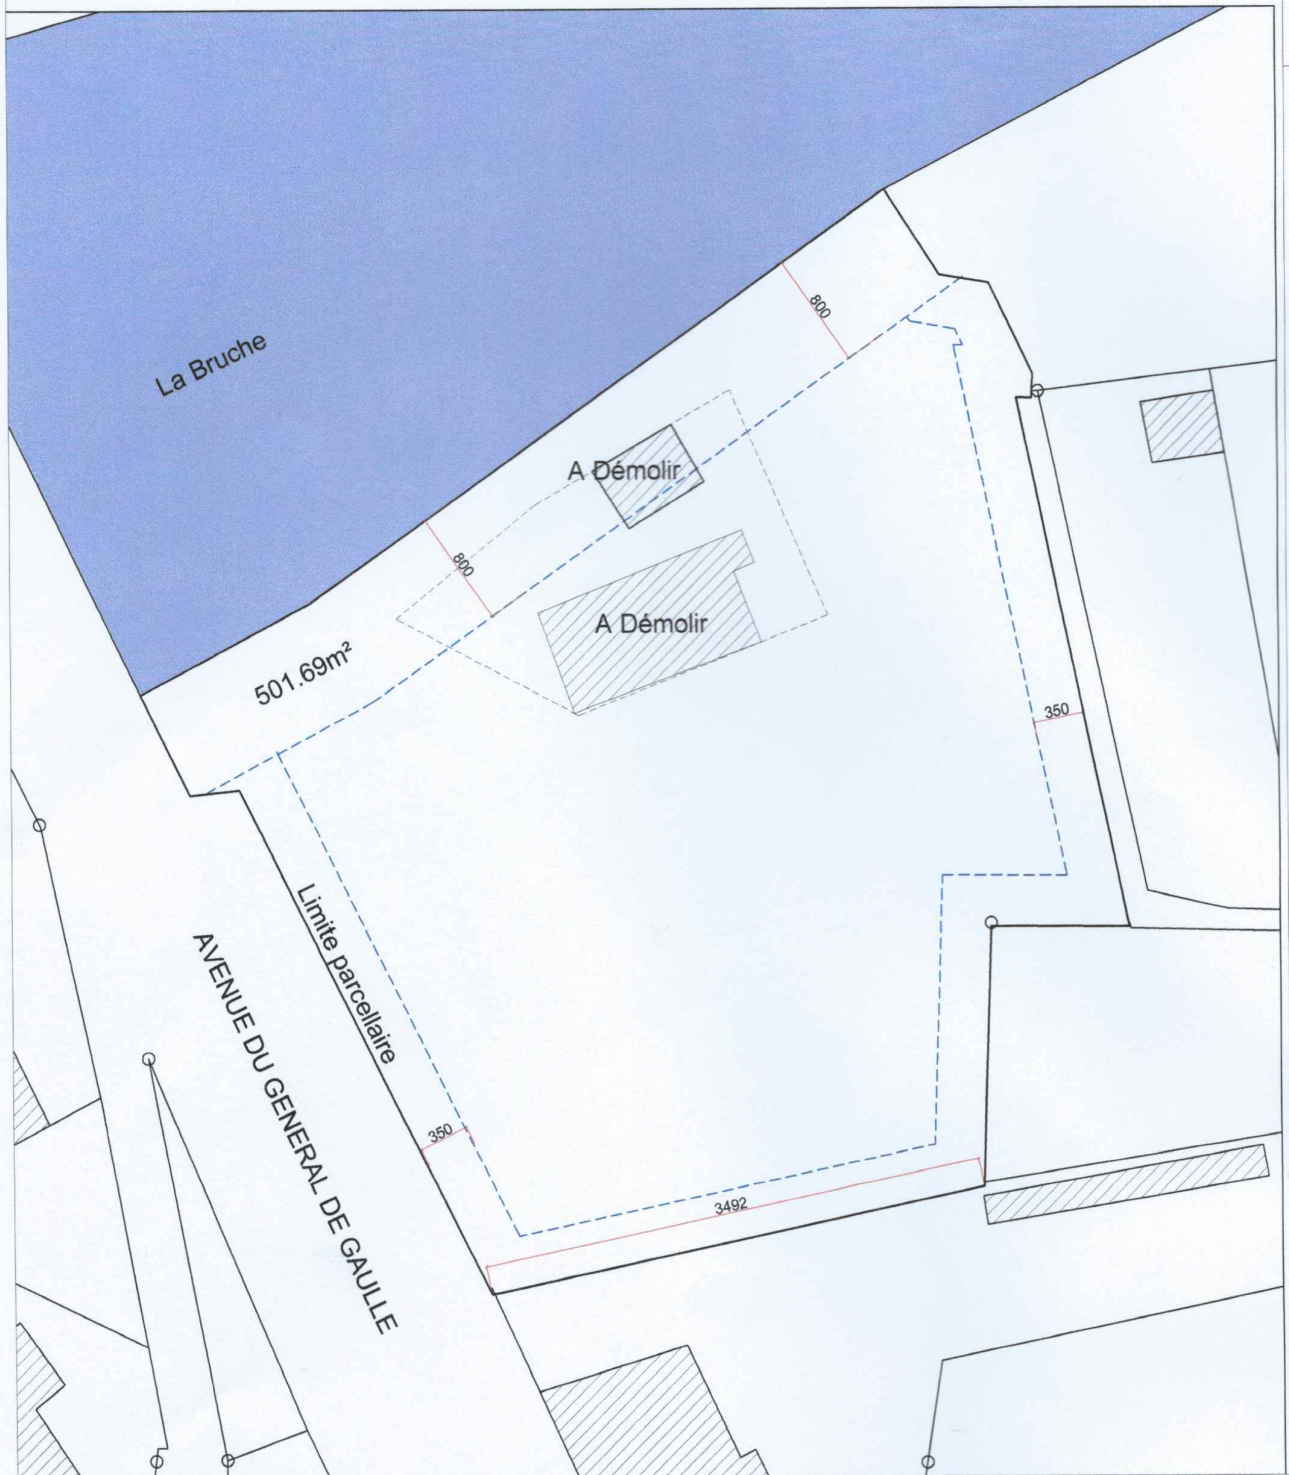 800
La Bruche
A Démolir
800
A Démolir
501.69m²
350
Limite parcellaire
AVENUE DU GENERAL DE GAULLE
350
3492